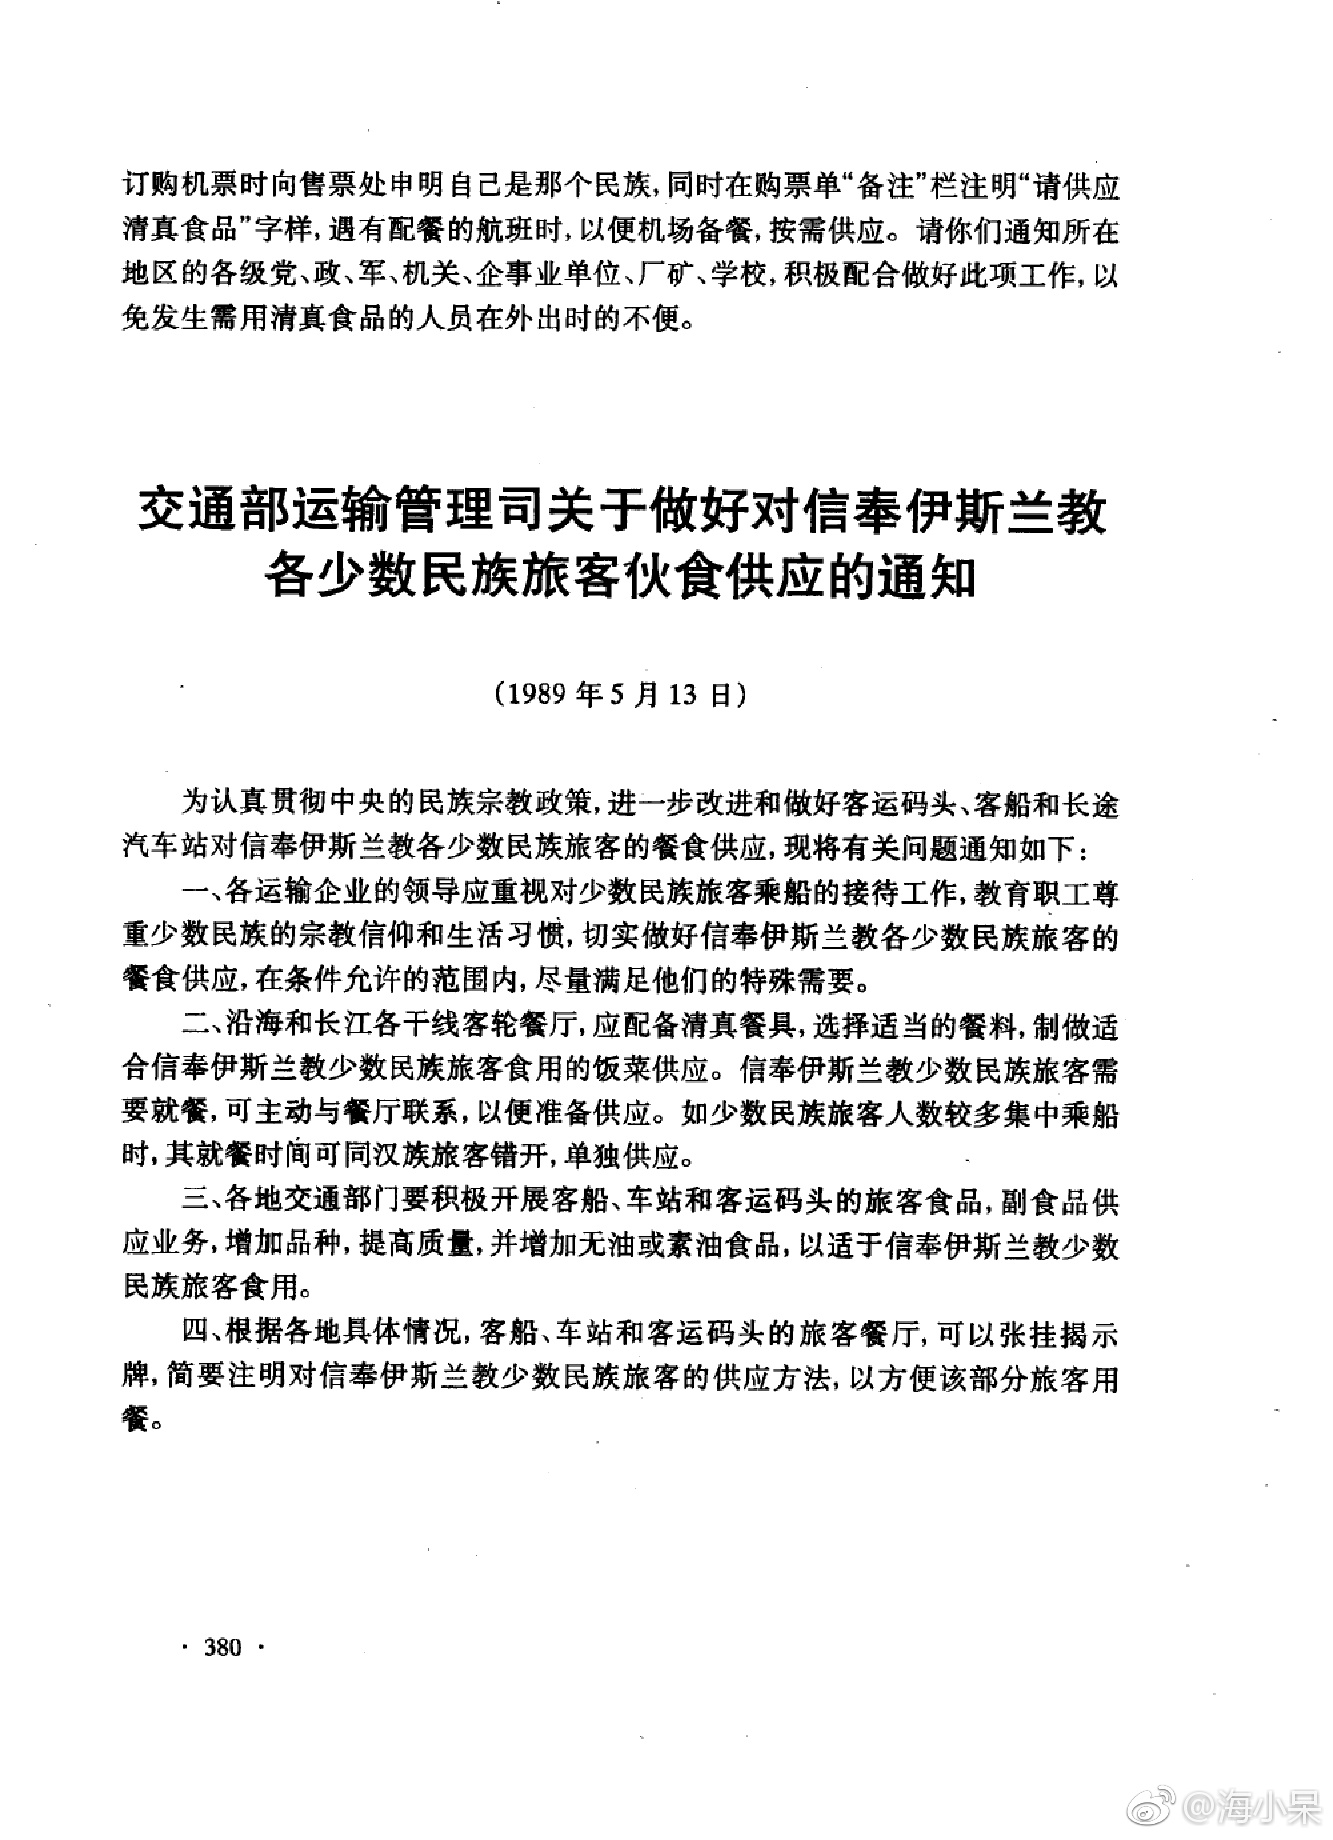 订购机票时向售票处申明自己是那个民族,同时在购票单“备注”栏注明“请供应
清真食品”字样,遇有配餐的航班时,以便机场备餐,按需供应。请你们通知所在
地区的各级党、政、军、机关、企事业单位、厂矿、学校,积极配合做好此项工作,以
免发生需用清真食品的人员在外出时的不便。
交通部运输管理司关于做好对信奉伊斯兰教
各少数民族旅客伙食供应的通知
(1989 年 5 月 13 日)
为认真贯彻中央的民族宗教政策,进一步改进和做好客运码头、客船和长途
汽车站对信奉伊斯兰教各少数民族旅客的餐食供应,现将有关问题通知如下:
一、各运输企业的领导应重视对少数民族旅客乘船的接待工作,教育职工尊
重少数民族的宗教信仰和生活习惯,切实做好信奉伊斯兰教各少数民族旅客的
餐食供应,在条件允许的范围内,尽量满足他们的特殊需要。
二、沿海和长江各干线客轮餐厅,应配备清真餐具,选择适当的餐料,制做适
合信奉伊斯兰教少数民族旅客食用的饭菜供应。信奉伊斯兰教少数民族旅客需
要就餐,可主动与餐厅联系,以便准备供应。如少数民族旅客人数较多集中乘船
时,其就餐时间可同汉族旅客错开,单独供应。
三、各地交通部门要积极开展客船、车站和客运码头的旅客食品,副食品供
应业务,增加品种,提高质量,并增加无油或素油食品,以适于信奉伊斯兰教少数
民族旅客食用。
四、根据各地具体情况,客船、车站和客运码头的旅客餐厅,可以张挂揭示
牌,简要注明对信奉伊斯兰教少数民族旅客的供应方法,以方便该部分旅客用
餐。
· 380 ·
@海小呆